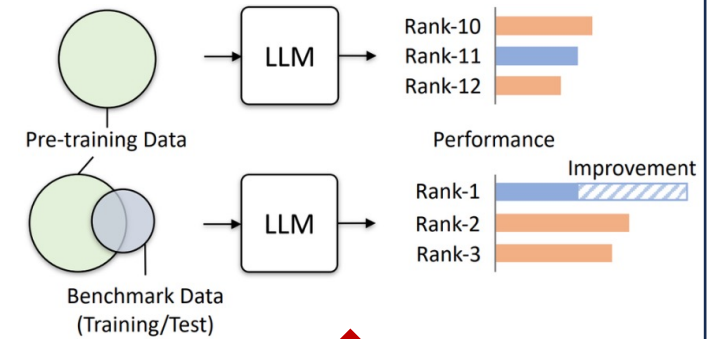 Rank-10
LLM
Rank-11
Rank-12
Pre-training Data
Performance
Improvement
Rank-1
LLM
Rank-2
Rank-3
Benchmark Data
(Training/Test)